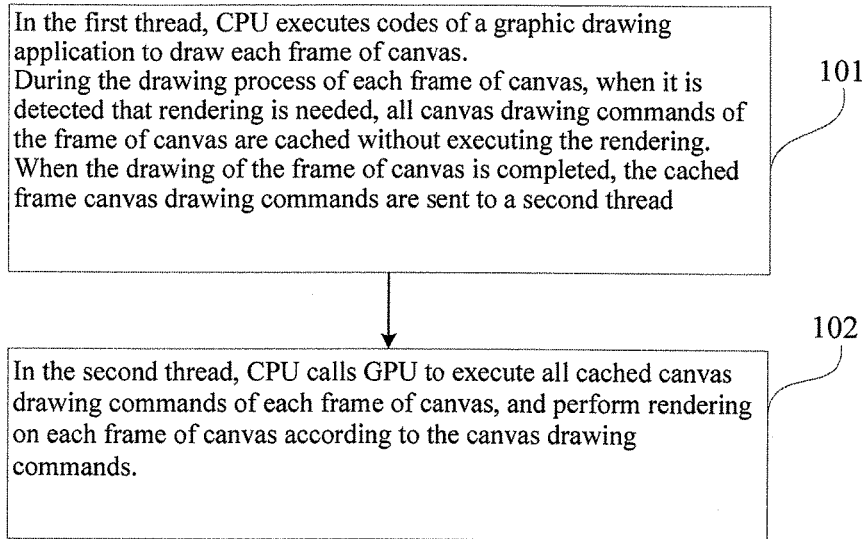 In the first thread, CPU executes codes of a graphic drawing
application to draw each frame of canvas.
During the drawing process of each frame of canvas, when it is
detected that rendering is needed, all canvas drawing commands of
the frame of canvas are cached without executing the rendering.
When the drawing of the frame of canvas is completed, the cached
frame canvas drawing commands are sent to a second thread
101
In the second thread, CPU calls GPU to execute all cached canvas
drawing commands of each frame of canvas, and perform rendering
on each frame of canvas according to the canvas drawing
commands.
102